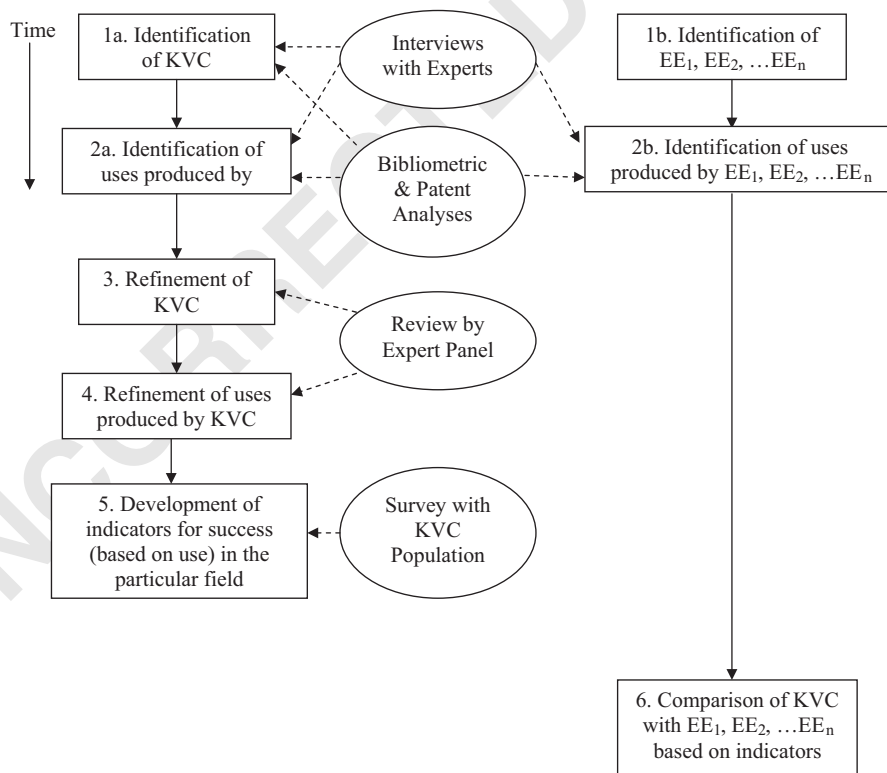 Time
1a. Identification
of KVC
Interviews
with Experts
1b. Identification of
EE₁, EE₂, …EEₙ
2a. Identification of
uses produced by
Bibliometric
& Patent
Analyses
2b. Identification of uses
produced by EE₁, EE₂, …EEₙ
3. Refinement of
KVC
Review by
Expert Panel
4. Refinement of uses
produced by KVC
5. Development of
indicators for success
(based on use) in the
particular field
Survey with
KVC
Population
6. Comparison of KVC
with EE₁, EE₂, …EEₙ
based on indicators
NCORRECTED